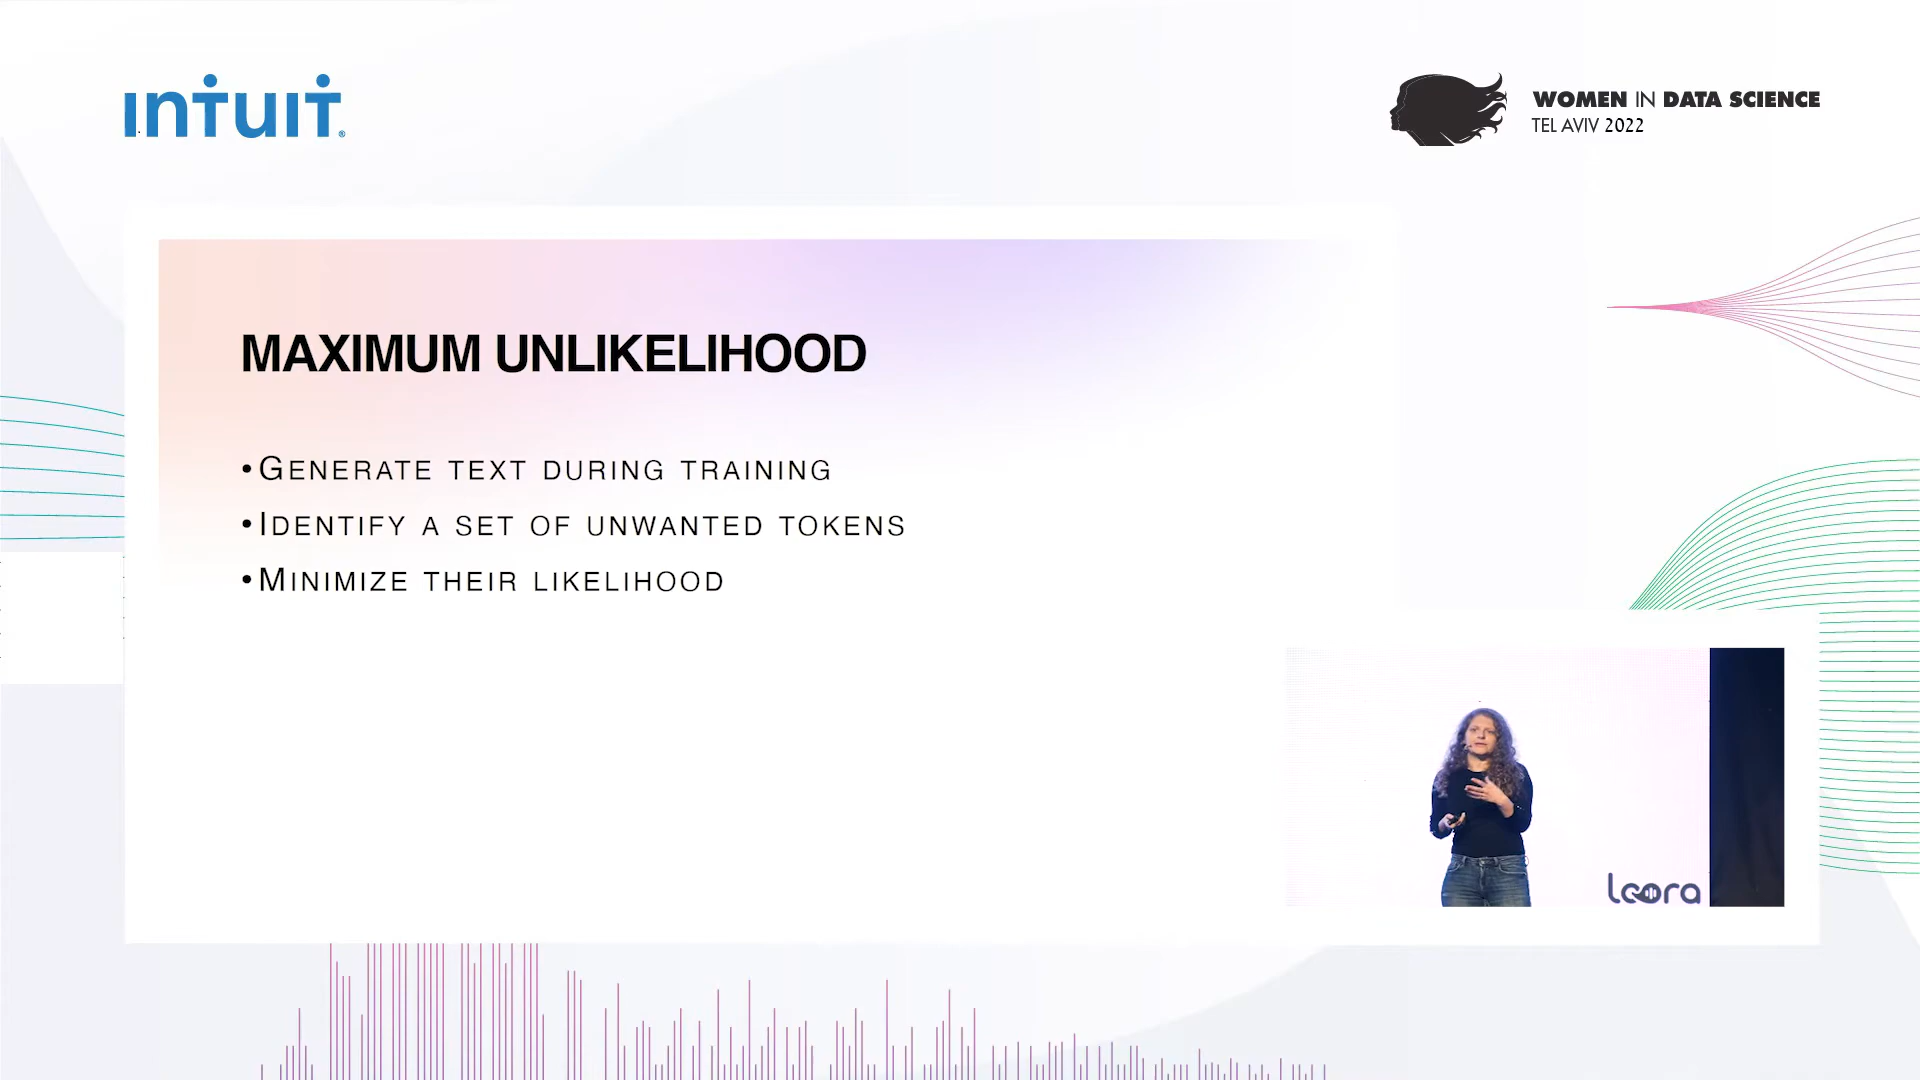 INTUIT
WOMEN IN DATA SCIENCE
TEL AVIV 2022
MAXIMUM UNLIKELIHOOD
• GENERATE TEXT DURING TRAINING
• IDENTIFY A SET OF UNWANTED TOKENS
• MINIMIZE THEIR LIKELIHOOD
loora